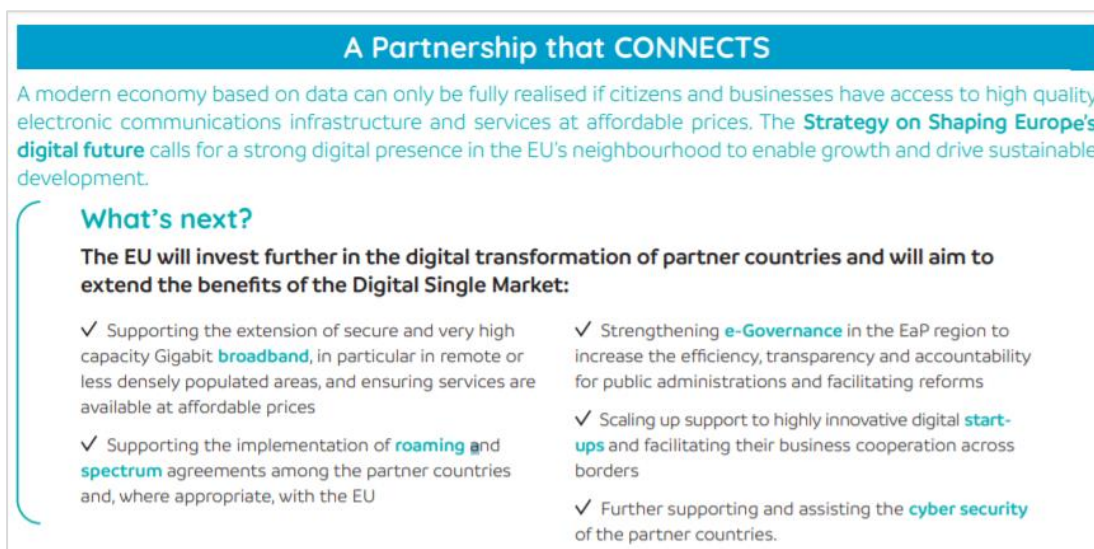 A Partnership that CONNECTS
A modern economy based on data can only be fully realised if citizens and businesses have access to high quality
electronic communications infrastructure and services at affordable prices. The Strategy on Shaping Europe's
digital future calls for a strong digital presence in the EU's neighbourhood to enable growth and drive sustainable
development.
What's next?
The EU will invest further in the digital transformation of partner countries and will aim to
extend the benefits of the Digital Single Market:
✓ Supporting the extension of secure and very high
capacity Gigabit broadband, in particular in remote or
less densely populated areas, and ensuring services are
available at affordable prices
✓ Supporting the implementation of roaming and
spectrum agreements among the partner countries
and, where appropriate, with the EU
✓ Strengthening e-Governance in the EaP region to
increase the efficiency, transparency and accountability
for public administrations and facilitating reforms
✓ Scaling up support to highly innovative digital start-
ups and facilitating their business cooperation across
borders
✓ Further supporting and assisting the cyber security
of the partner countries.